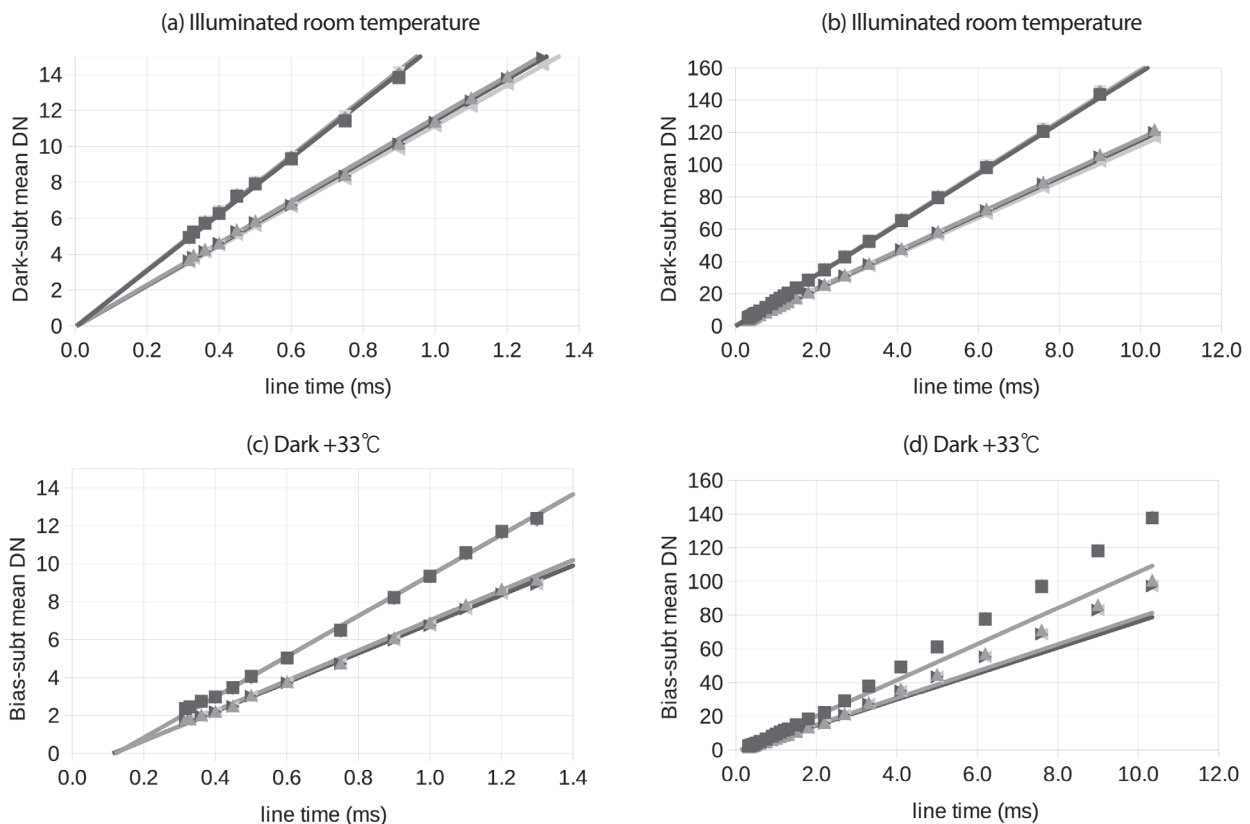 (a) Illuminated room temperature
Dark-subt mean DN
14
12
10
8
6
4
2
0
0.0 0.2 0.4 0.6 0.8 1.0 1.2 1.4
line time (ms)
(b) Illuminated room temperature
Dark-subt mean DN
160
140
120
100
80
60
40
20
0
0.0 2.0 4.0 6.0 8.0 10.0 12.0
line time (ms)
(c) Dark +33℃
Bias-subt mean DN
14
12
10
8
6
4
2
0
0.0 0.2 0.4 0.6 0.8 1.0 1.2 1.4
line time (ms)
(d) Dark +33℃
Bias-subt mean DN
160
140
120
100
80
60
40
20
0
0.0 2.0 4.0 6.0 8.0 10.0 12.0
line time (ms)